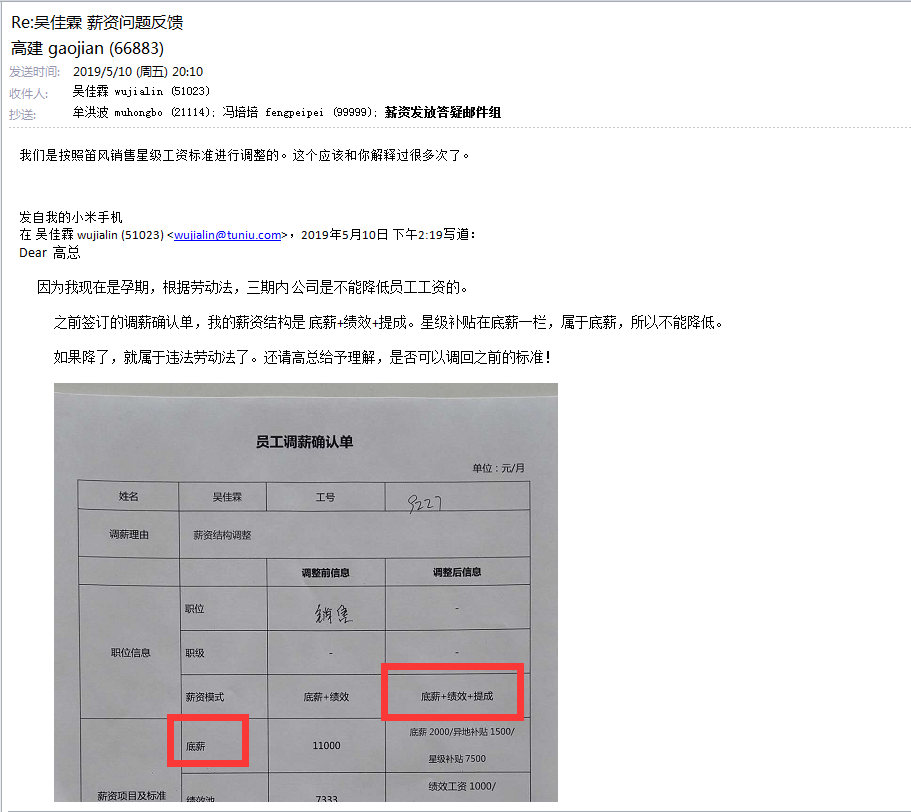 Re:吴佳霖 薪资问题反馈
高建 gaojian (66883)
发送时间: 2019/5/10 (周五) 20:10
收件人: 吴佳霖 wujialin (51023)
抄送: 牟洪波 muhongbo (21114); 冯培培 fengpeipei (99999); 薪资发放答疑邮件组
我们是按照笛风销售星级工资标准进行调整的。这个应该和你解释过很多次了。
发自我的小米手机
在 吴佳霖 wujialin (51023) <wujialin@tuniu.com>，2019年5月10日 下午2:19写道：
Dear 高总
因为我现在是孕期，根据劳动法，三期内公司是不能降低员工工资的。
之前签订的调薪确认单，我的薪资结构是 底薪+绩效+提成。星级补贴在底薪一栏，属于底薪，所以不能降低。
如果降了，就属于违法劳动法了。还请高总给予理解，是否可以调回之前的标准！
员工调薪确认单
单位：元/月
姓名 吴佳霖 工号 9227
调薪理由 薪资结构调整
调整前信息 调整后信息
职位 销售 -
职位信息 职级 - -
薪资模式 底薪+绩效 底薪+绩效+提成
底薪 11000 底薪 2000/异地补贴 1500/
星级补贴 7500
薪资项目及标准 绩效池 7333 绩效工资 1000/